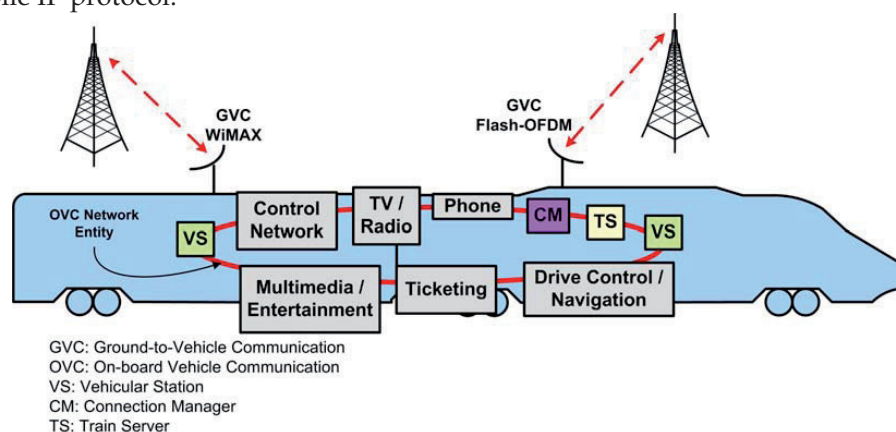 IP protocol.
GVC
WiMAX
GVC
Flash-OFDM
OVC Network
Entity
VS
Control
Network
TV /
Radio
Phone
CM
TS
VS
Multimedia /
Entertainment
Ticketing
Drive Control /
Navigation
GVC: Ground-to-Vehicle Communication
OVC: On-board Vehicle Communication
VS: Vehicular Station
CM: Connection Manager
TS: Train Server